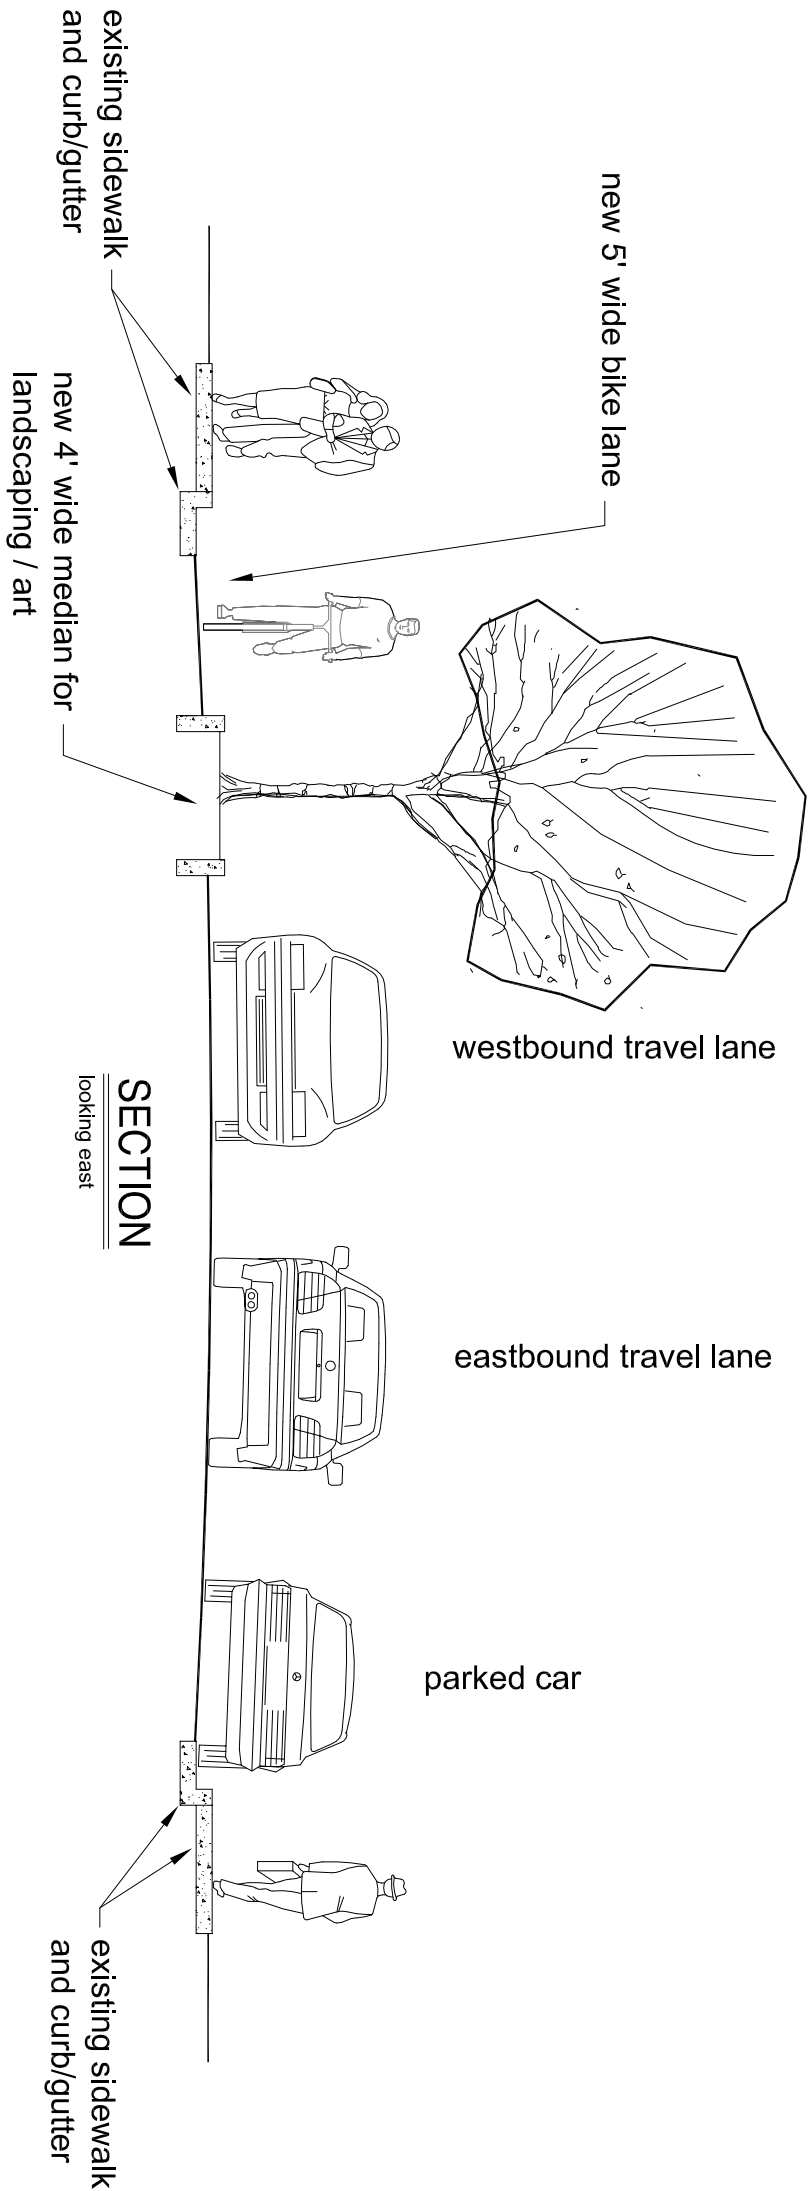 new 5' wide bike lane
westbound travel lane
eastbound travel lane
parked car
existing sidewalk
and curb/gutter
new 4' wide median for
landscaping / art
SECTION
looking east
existing sidewalk
and curb/gutter